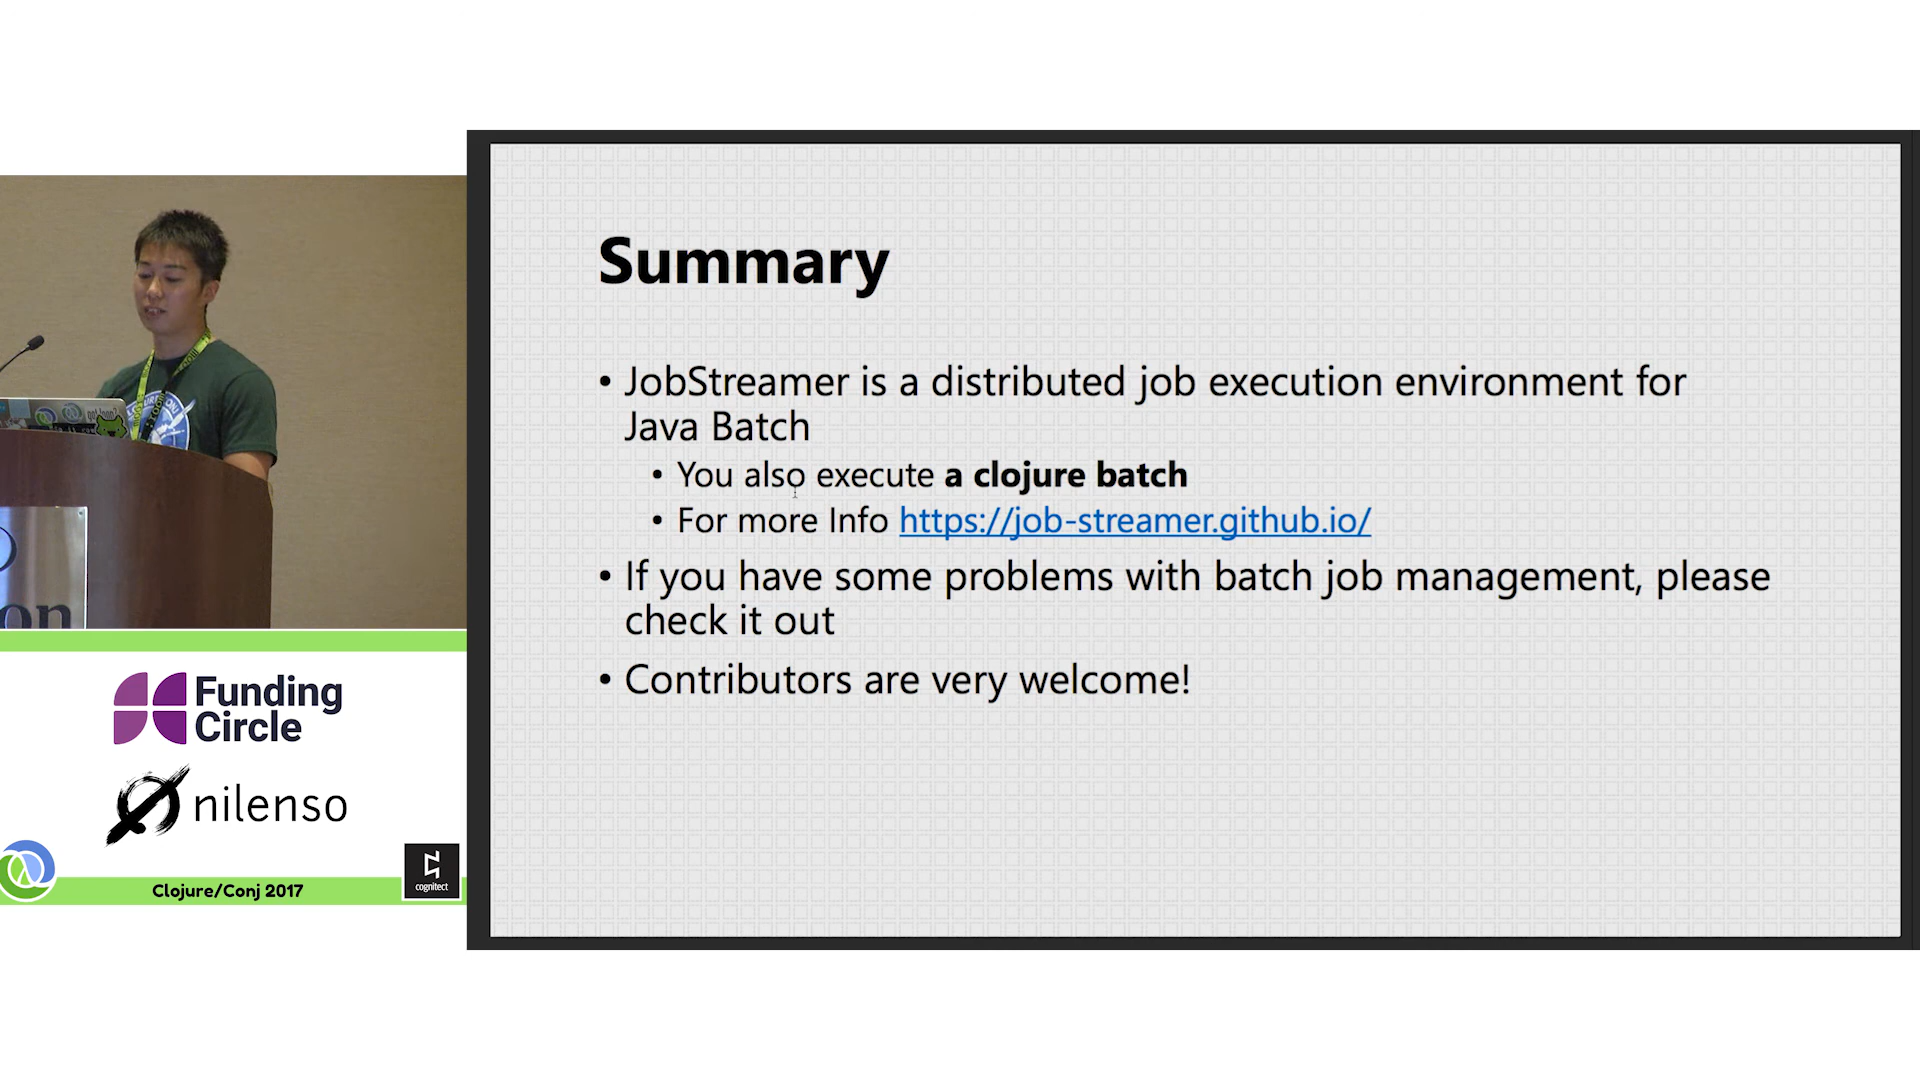 Summary
• JobStreamer is a distributed job execution environment for
Java Batch
• You also execute a clojure batch
• For more Info https://job-streamer.github.io/
• If you have some problems with batch job management, please
check it out
• Contributors are very welcome!
on
Funding
Circle
nilenso
cognitect
Clojure/Conj 2017